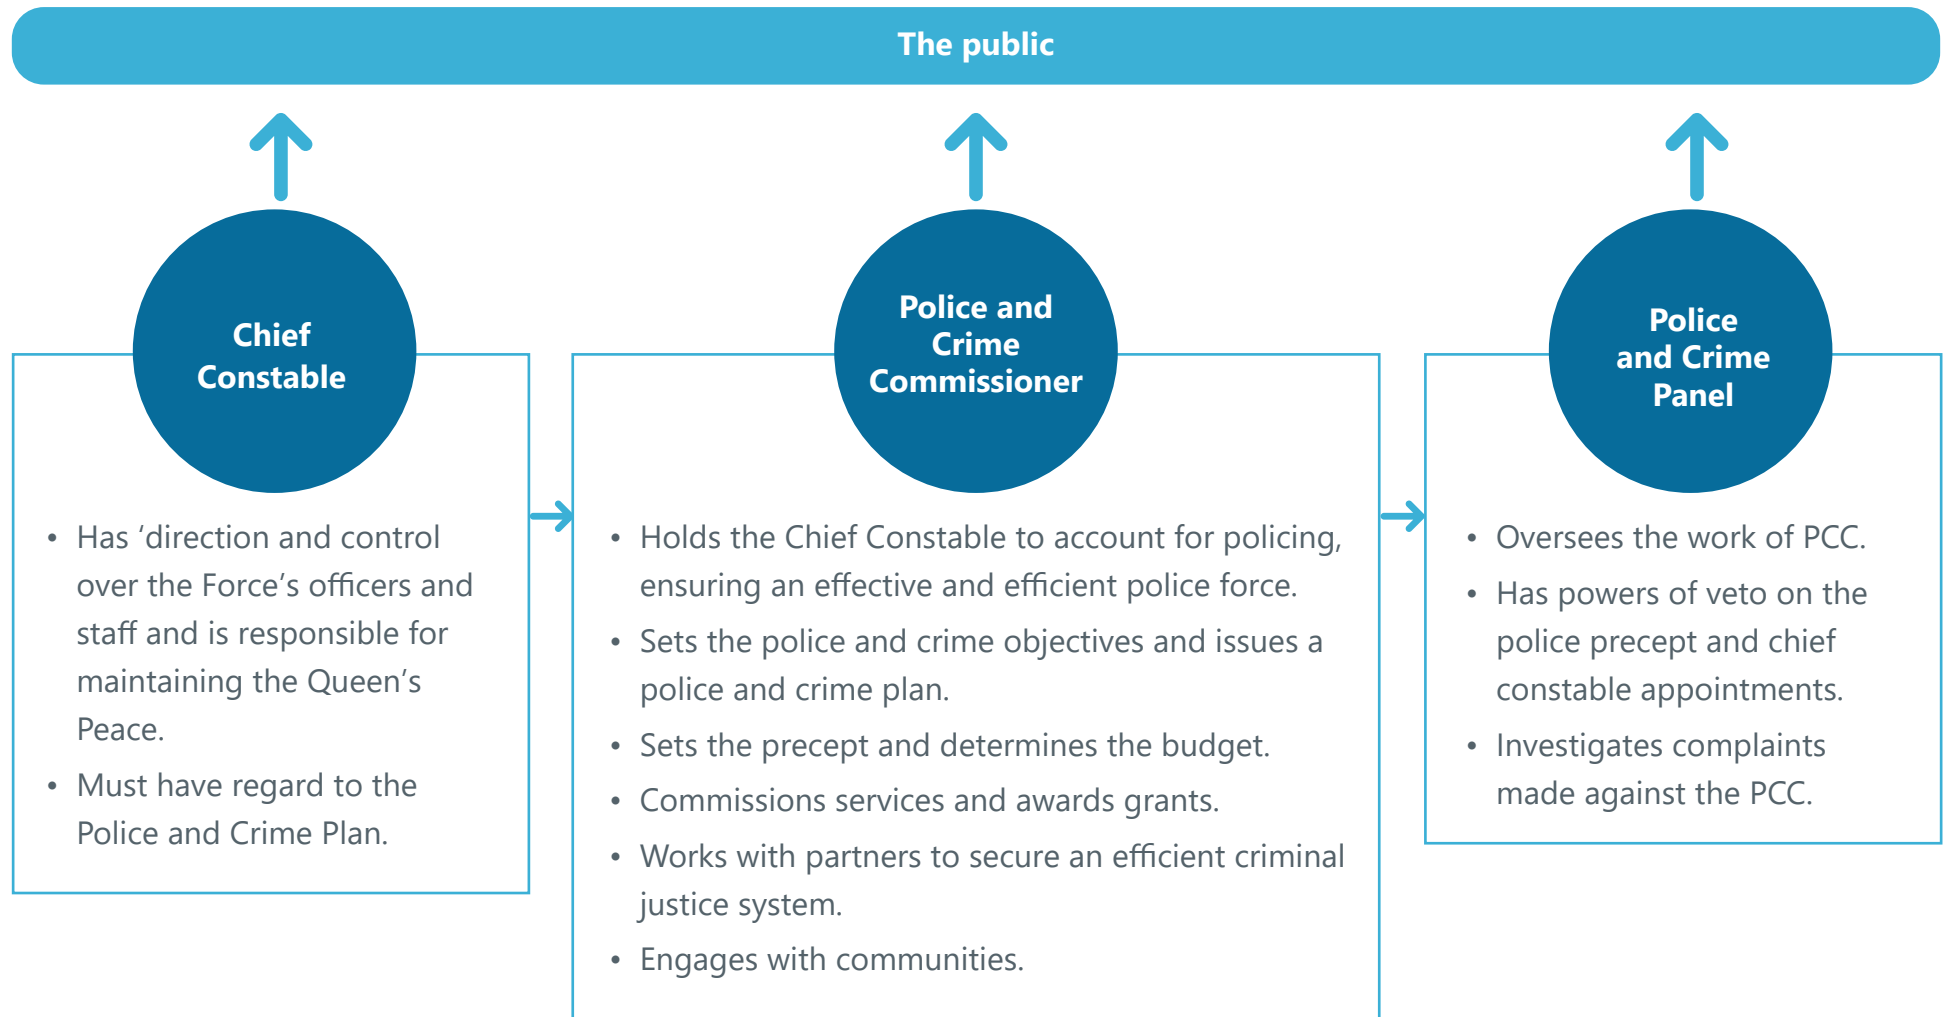 The public
Chief
Constable
• Has ‘direction and control
over the Force’s officers and
staff and is responsible for
maintaining the Queen’s
Peace.
• Must have regard to the
Police and Crime Plan.
Police and
Crime
Commissioner
• Holds the Chief Constable to account for policing,
ensuring an effective and efficient police force.
• Sets the police and crime objectives and issues a
police and crime plan.
• Sets the precept and determines the budget.
• Commissions services and awards grants.
• Works with partners to secure an efficient criminal
justice system.
• Engages with communities.
Police
and Crime
Panel
• Oversees the work of PCC.
• Has powers of veto on the
police precept and chief
constable appointments.
• Investigates complaints
made against the PCC.